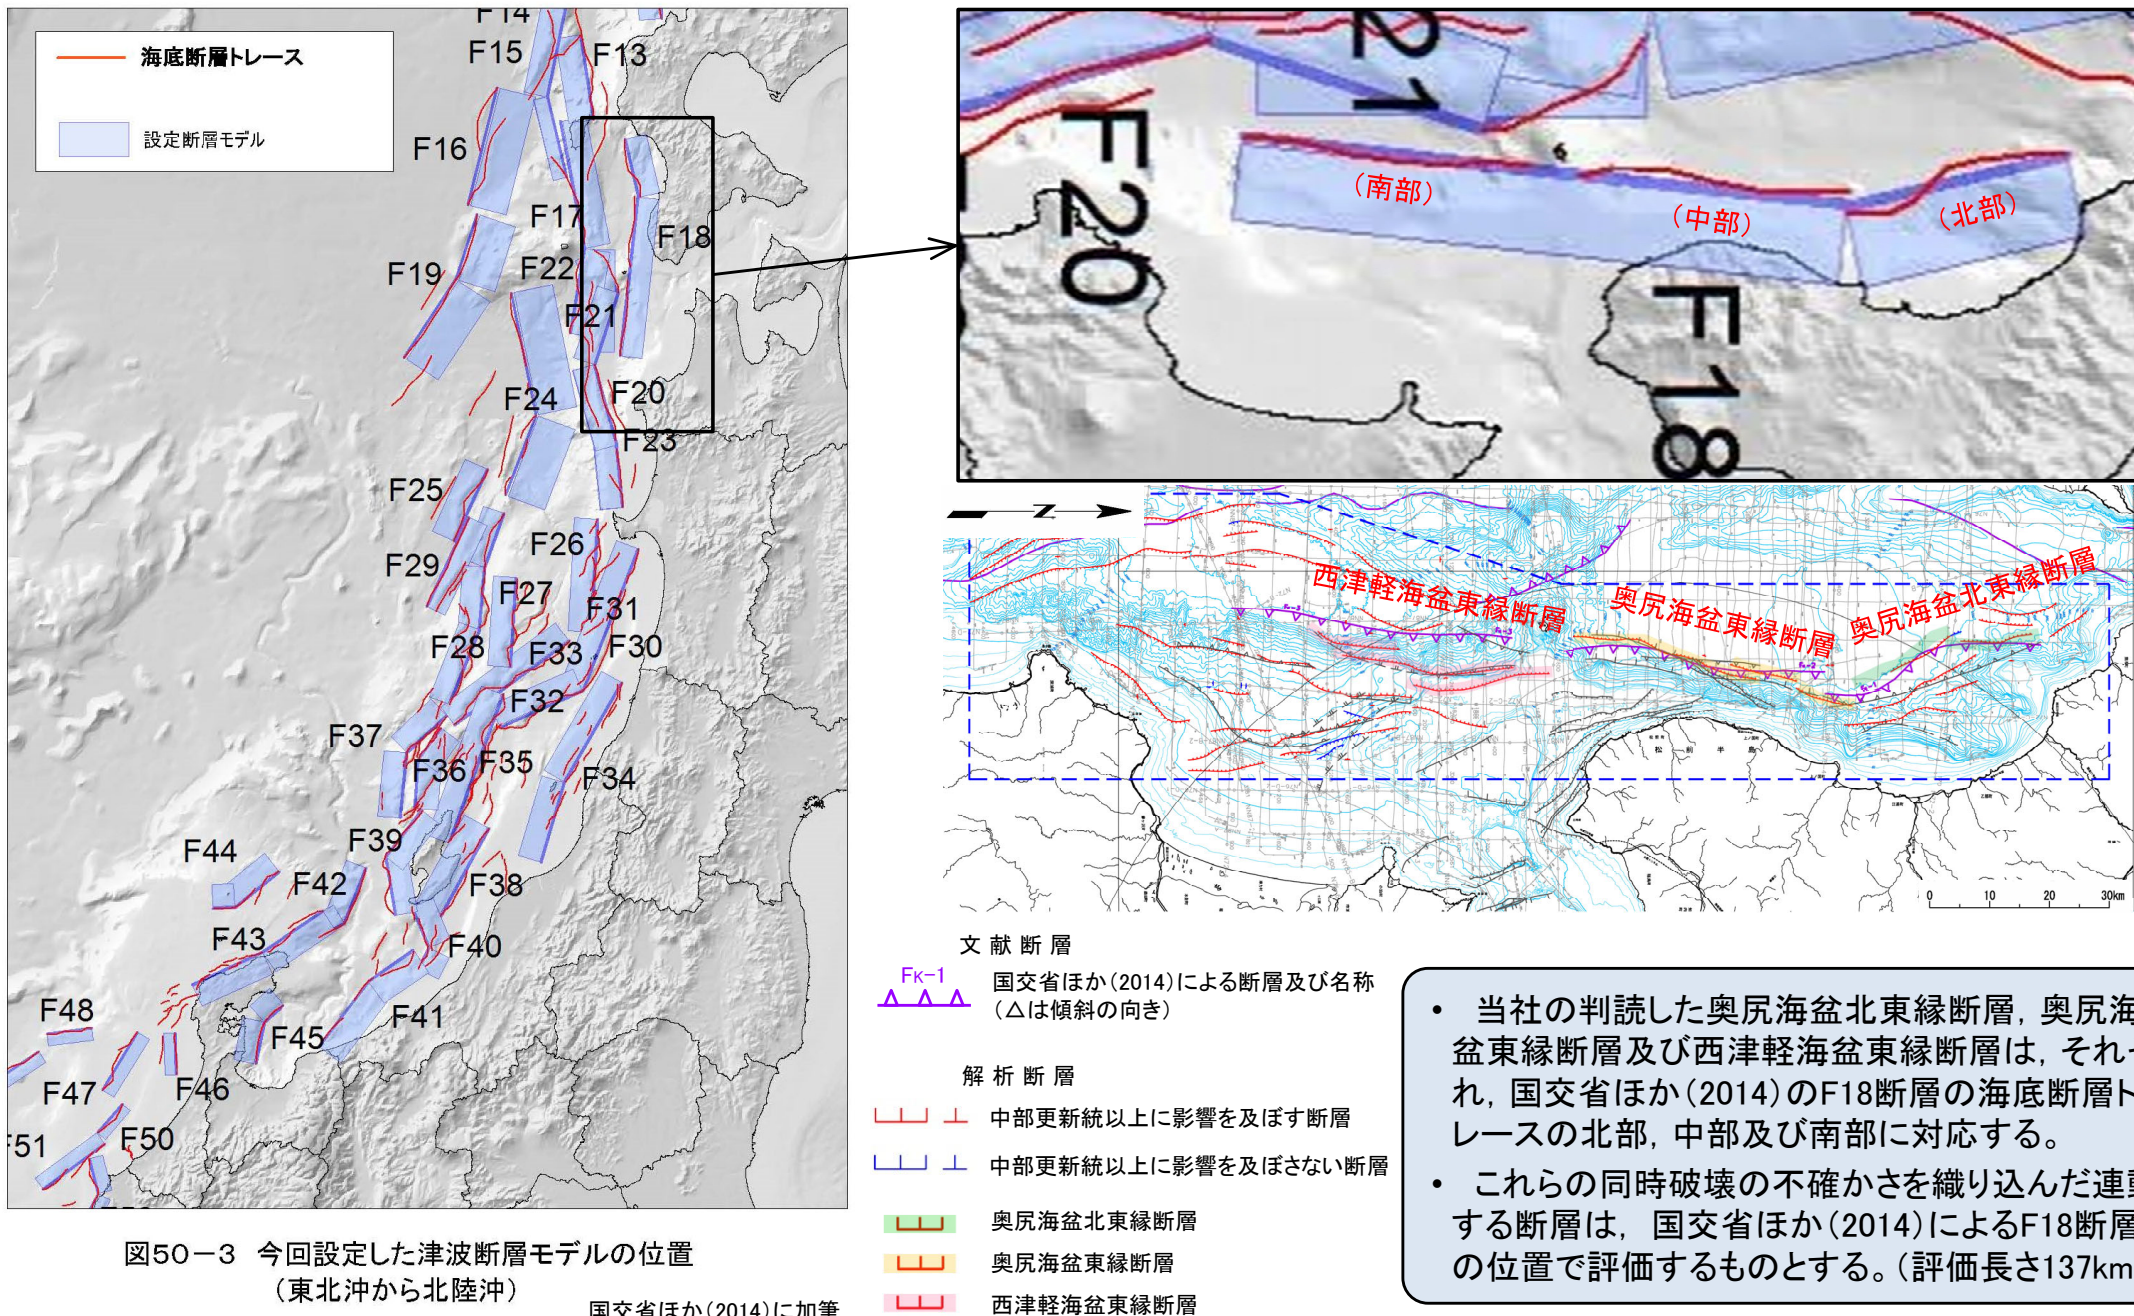 海底断層トレース
設定断層モデル
F14
F15
F13
F16
F17
F18
F19
F22
F21
F20
F24
F23
F25
F26
F29
F27
F31
F28
F33
F30
F32
F37
F36
F35
F34
F39
F44
F42
F38
F43
F40
F48
F41
F45
F47
F46
F50
F51
図50-3 今回設定した津波断層モデルの位置
(東北沖から北陸沖)
国交省ほか(2014)に加筆
21
F20
F18
(南部)
(中部)
(北部)
N
西津軽海盆東縁断層
奥尻海盆東縁断層
奥尻海盆北東縁断層
松前半島
0 10 20 30km
文献断層
FK-1
国交省ほか(2014)による断層及び名称
(△は傾斜の向き)
解析断層
中部更新統以上に影響を及ぼす断層
中部更新統以上に影響を及ぼさない断層
奥尻海盆北東縁断層
奥尻海盆東縁断層
西津軽海盆東縁断層
• 当社の判読した奥尻海盆北東縁断層,奥尻海
盆東縁断層及び西津軽海盆東縁断層は,それぞ
れ,国交省ほか(2014)のF18断層の海底断層ト
レースの北部,中部及び南部に対応する。
• これらの同時破壊の不確かさを織り込んだ連動
する断層は, 国交省ほか(2014)によるF18断層
の位置で評価するものとする。(評価長さ137km